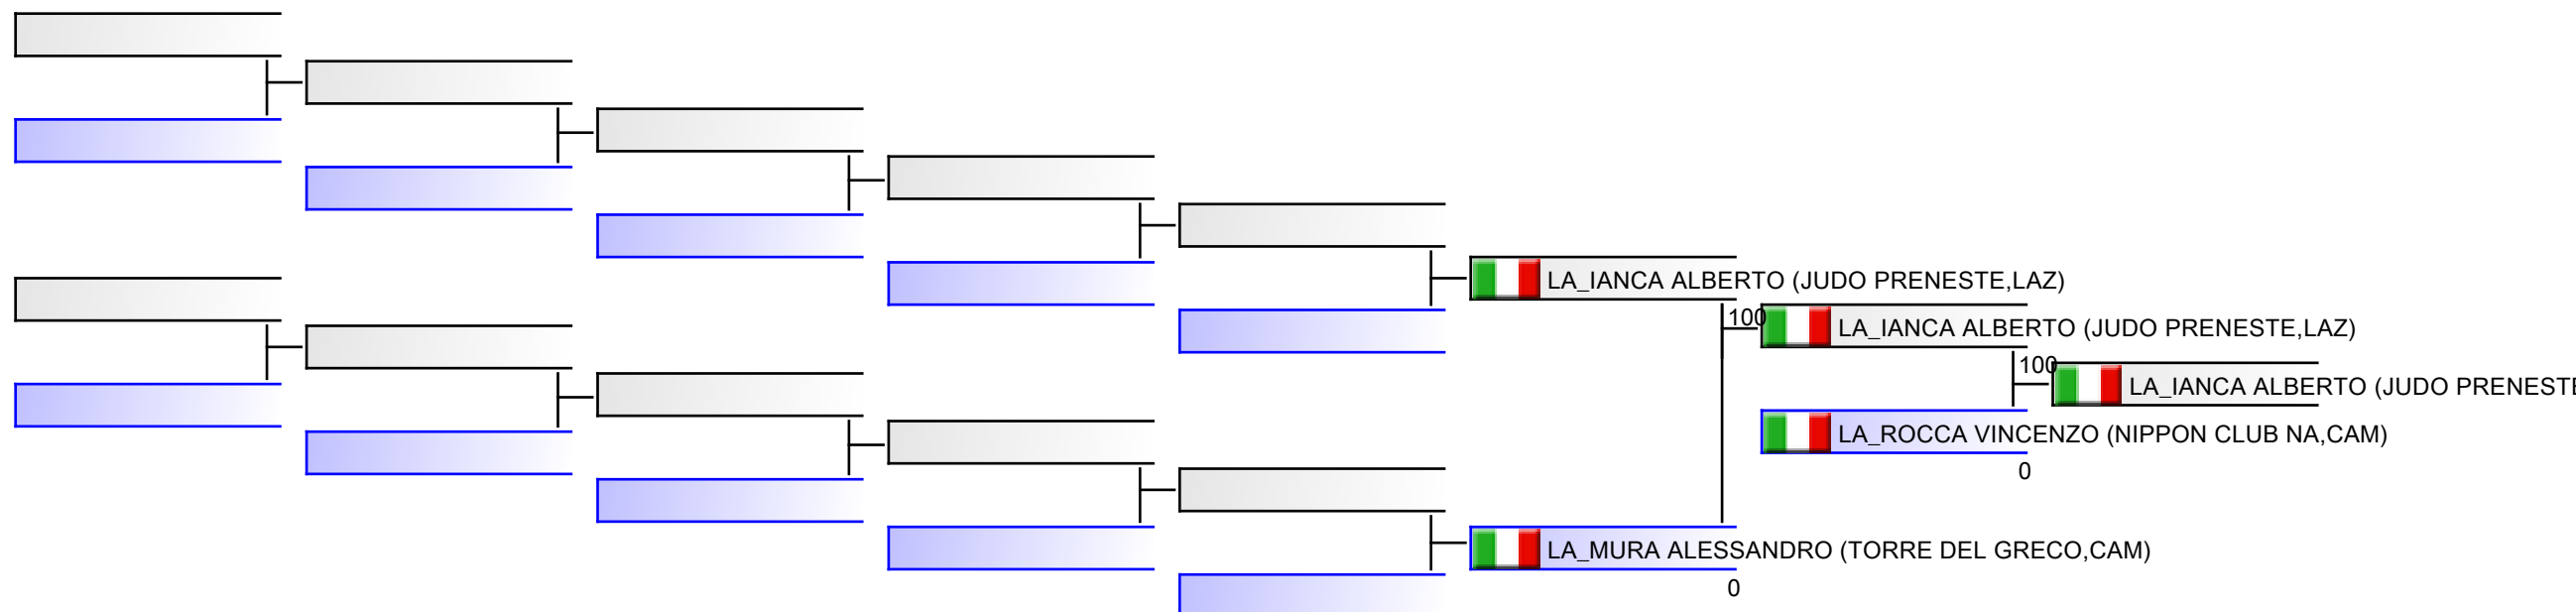 LA_IANCA ALBERTO (JUDO PRENESTE,LAZ)
100
LA_IANCA ALBERTO (JUDO PRENESTE,LAZ)
100
LA_IANCA ALBERTO (JUDO PRENESTE
LA_ROCCA VINCENZO (NIPPON CLUB NA,CAM)
0
LA_MURA ALESSANDRO (TORRE DEL GRECO,CAM)
0